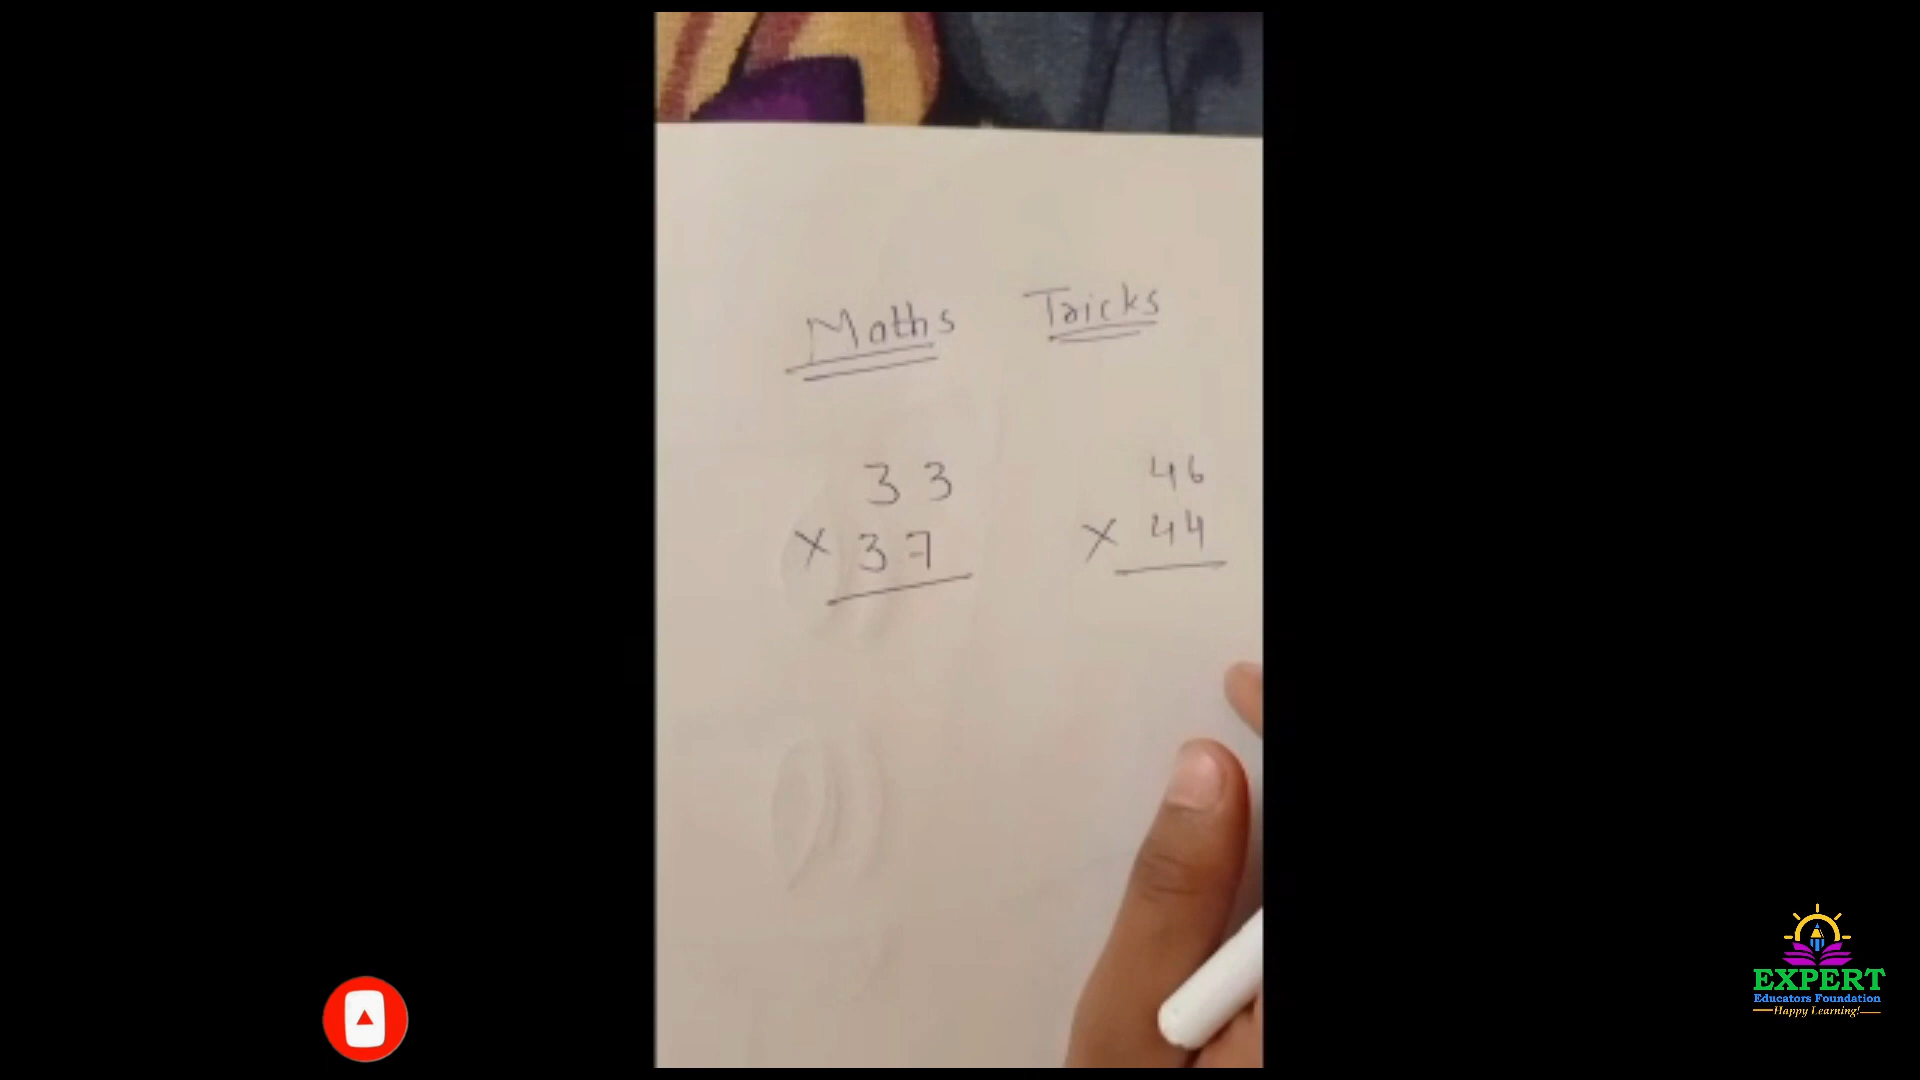 Maths Tricks
33 46
× 37 × 44
EXPERT
Educators Foundation
Happy Learning!